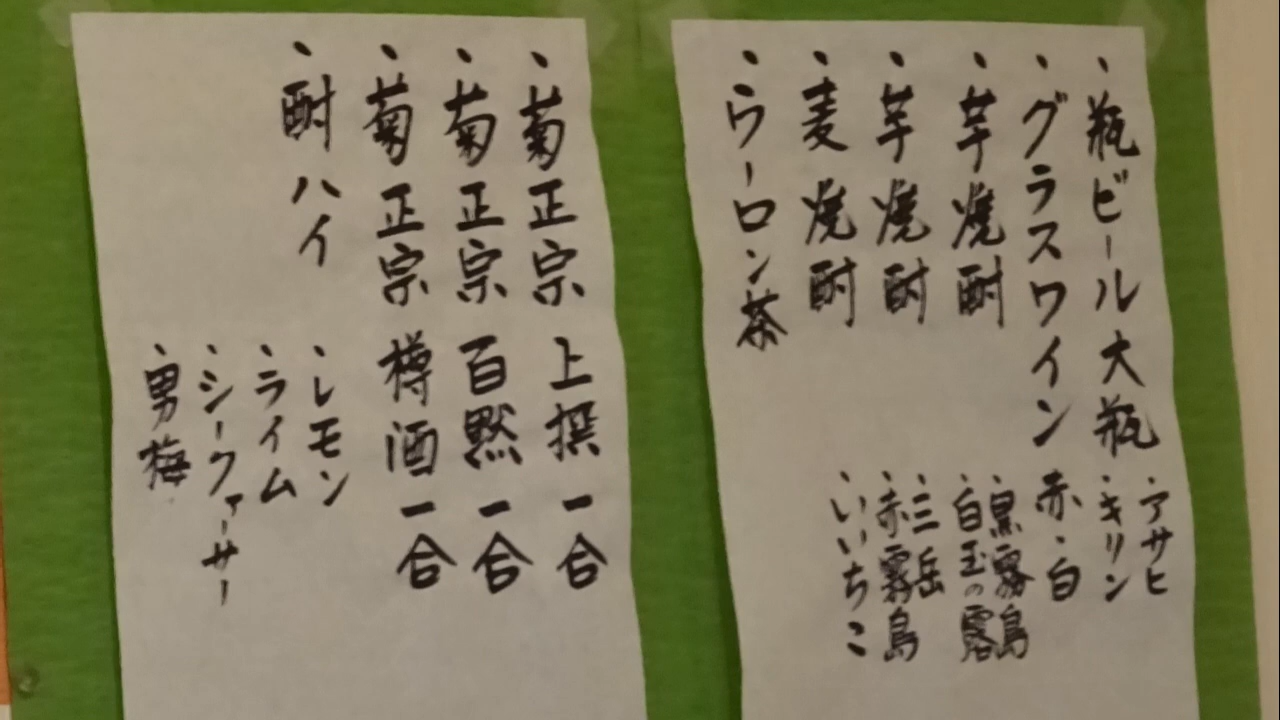 ・瓶ビール大瓶
・アサヒ
・キリン
・グラスワイン
赤・白
・芋焼酎
・黒霧島
・白玉の露
・芋焼酎
・三岳
・赤霧島
・麦焼酎
・いいちこ
・ウーロン茶
・菊正宗 上撰 一合
・菊正宗 百黙 一合
・菊正宗 樽酒 一合
・酎ハイ
・レモン
・ライム
・シークァーサー
・男梅